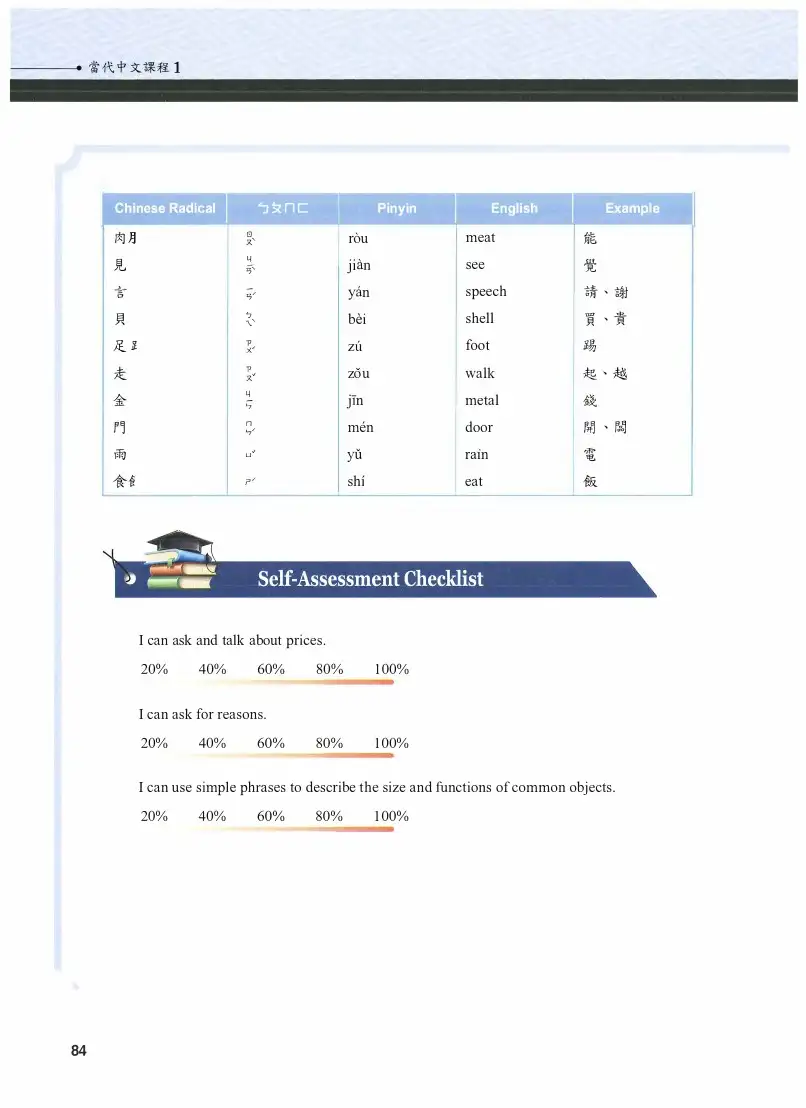 當代中文課程 1
Chinese Radical ㄅㄆㄇㄈ Pinyin English Example
肉⺼ ㄖㄡˋ ròu meat 能
見 ㄐㄧㄢˋ jiàn see 覺
言 ㄧㄢˊ yán speech 請、謝
貝 ㄅㄟˋ bèi shell 買、貴
足⻊ ㄗㄨˊ zú foot 踢
走 ㄗㄡˇ zǒu walk 起、越
金 ㄐㄧㄣ jīn metal 錢
門 ㄇㄣˊ mén door 開、闆
雨 ㄩˇ yǔ rain 電
食飠 ㄕˊ shí eat 飯
Self-Assessment Checklist
I can ask and talk about prices.
20% 40% 60% 80% 100%
I can ask for reasons.
20% 40% 60% 80% 100%
I can use simple phrases to describe the size and functions of common objects.
20% 40% 60% 80% 100%
84